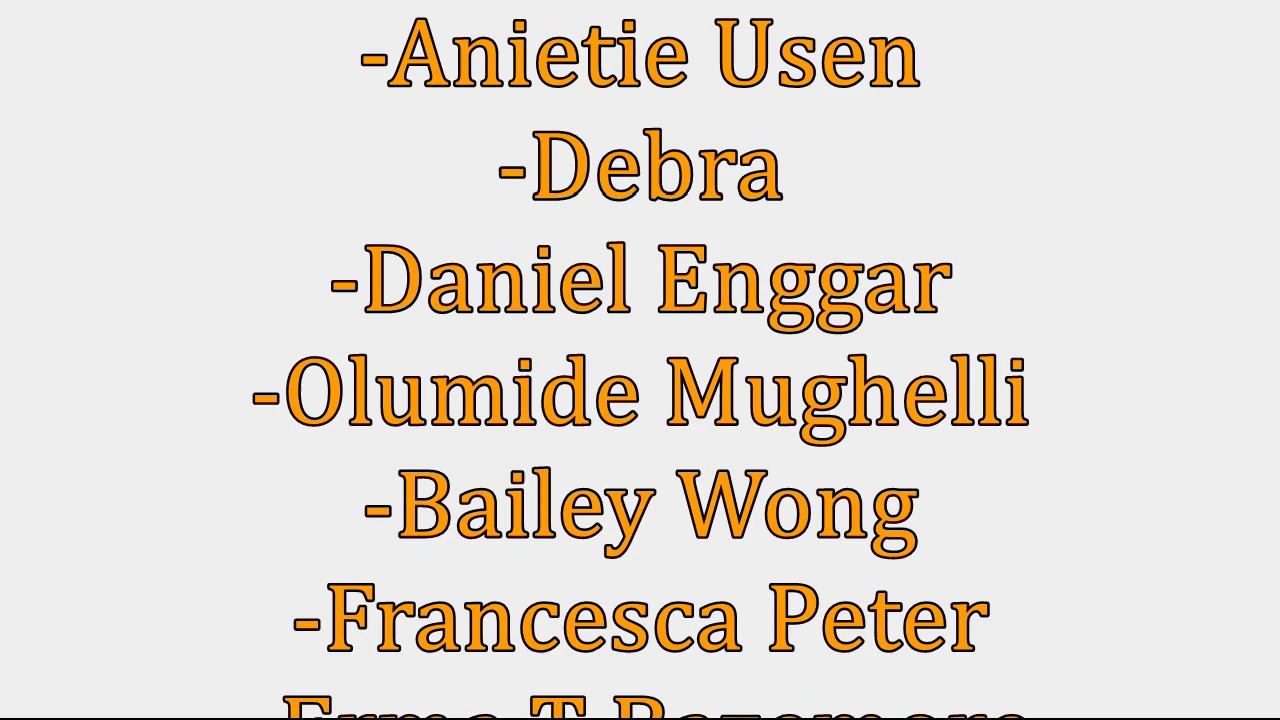 -Anietie Usen
-Debra
-Daniel Enggar
-Olumide Mughelli
-Bailey Wong
-Francesca Peter